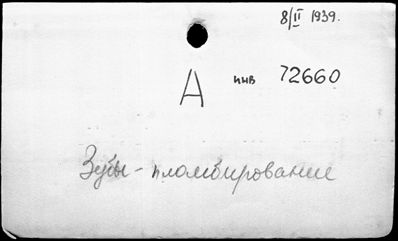 8/II 1939.
А инв 72660
Зубы - пломбирование